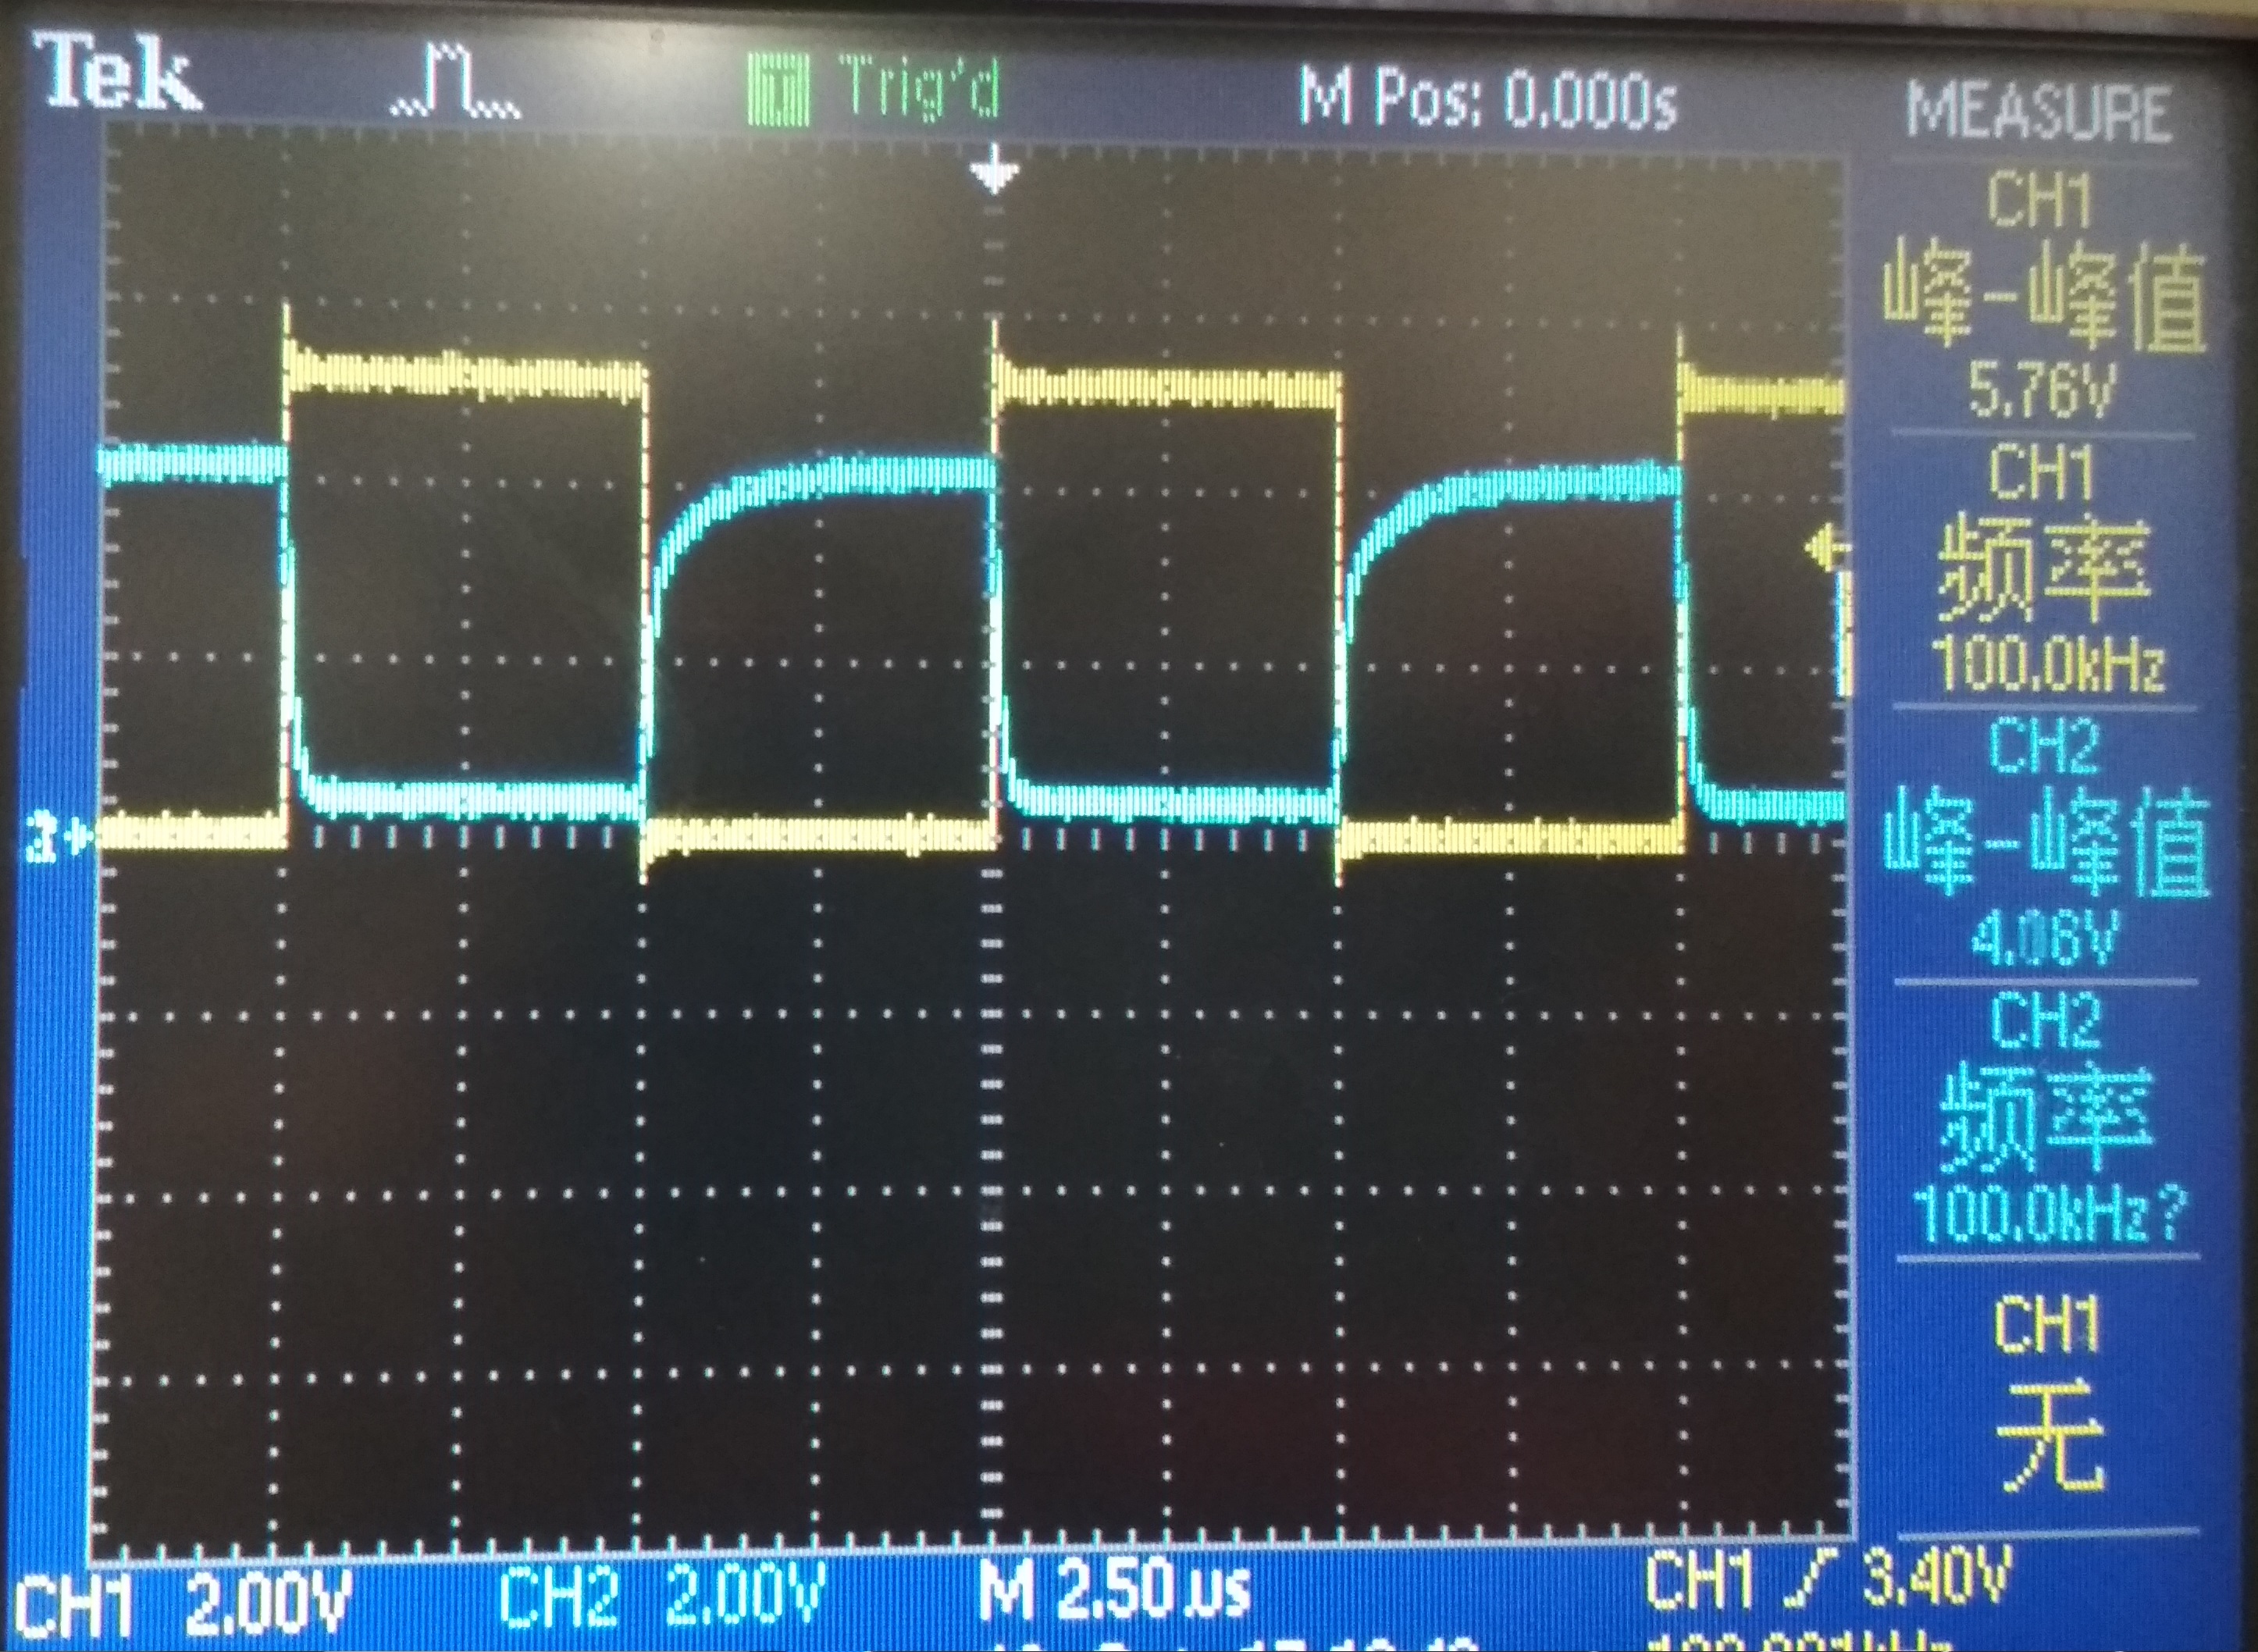 Tek Trig'd M Pos: 0.000s MEASURE
CH1
峰-峰值
5.76V
CH1
频率
100.0kHz
CH2
峰-峰值
4.08V
CH2
频率
100.0kHz?
CH1
无
CH1 2.00V CH2 2.00V M 2.50us CH1 3.40V